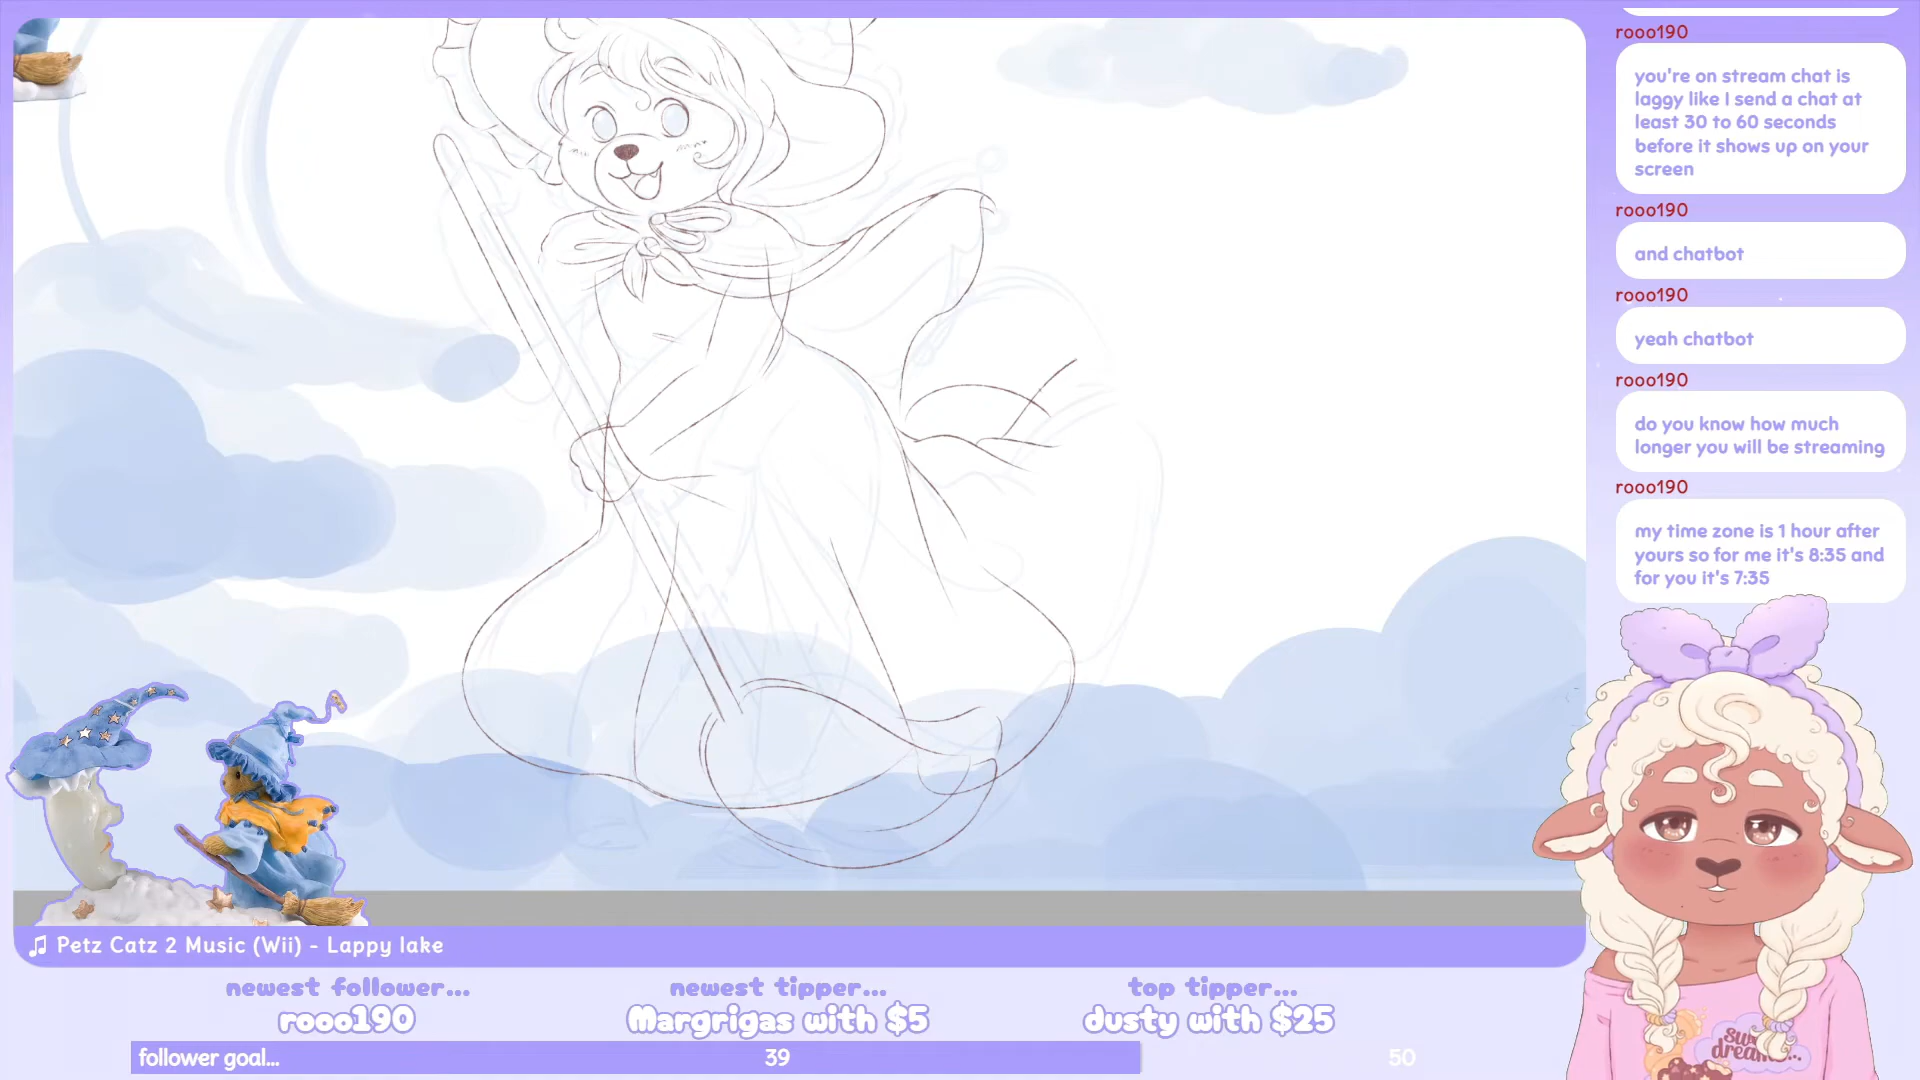 rooo190
you're on stream chat is
laggy like I send a chat at
least 30 to 60 seconds
before it shows up on your
screen
rooo190
and chatbot
rooo190
yeah chatbot
rooo190
do you know how much
longer you will be streaming
rooo190
my time zone is 1 hour after
yours so for me it's 8:35 and
for you it's 7:35
♫ Petz Catz 2 Music (Wii) - Lappy lake
newest follower...
rooo190
newest tipper...
Margrigas with $5
top tipper...
dusty with $25
follower goal...
39
50